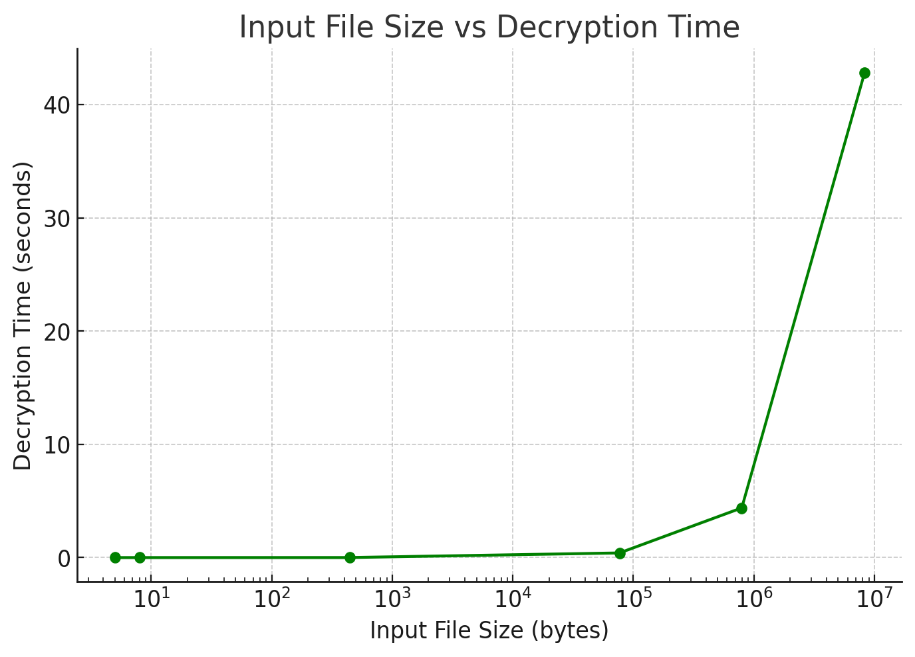 Input File Size vs Decryption Time
Decryption Time (seconds)
40
30
20
10
0
10¹ 10² 10³ 10⁴ 10⁵ 10⁶ 10⁷
Input File Size (bytes)